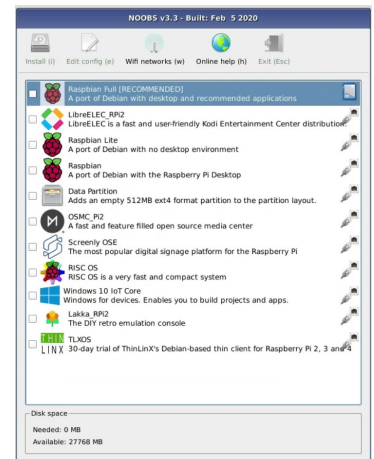 NOOBS v3.3 - Built: Feb 5 2020
Install (i) Edit config (e) Wifi networks (w) Online help (h) Exit (Esc)
Raspbian Full [RECOMMENDED]
A port of Debian with desktop and recommended applications
LibreELEC_RPi2
LibreELEC is a fast and user-friendly Kodi Entertainment Center distribution.
Raspbian Lite
A port of Debian with no desktop environment
Raspbian
A port of Debian with the Raspberry Pi Desktop
Data Partition
Adds an empty 512MB ext4 format partition to the partition layout.
OSMC_Pi2
A fast and feature filled open source media center
Screenly OSE
The most popular digital signage platform for the Raspberry Pi
RISC OS
RISC OS is a very fast and compact system
Windows 10 IoT Core
Windows for devices. Enables you to build projects and apps.
Lakka_RPi2
The DIY retro emulation console
THIN LINX
TLXOS
30-day trial of ThinLinX's Debian-based thin client for Raspberry Pi 2, 3 and 4
Disk space
Needed: 0 MB
Available: 27768 MB